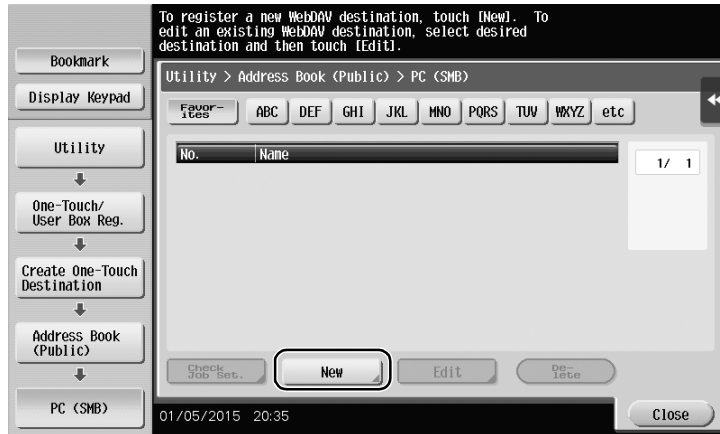 To register a new WebDAV destination, touch [New]. To
edit an existing WebDAV destination, select desired
destination and then touch [Edit].
Bookmark
Display Keypad
Utility
One-Touch/
User Box Reg.
Create One-Touch
Destination
Address Book
(Public)
PC (SMB)
Utility > Address Book (Public) > PC (SMB)
Favor-
ites
ABC DEF GHI JKL MNO PQRS TUV WXYZ etc
No. Name
1/ 1
Check
Job Set.
New
Edit
De-
lete
01/05/2015 20:35
Close